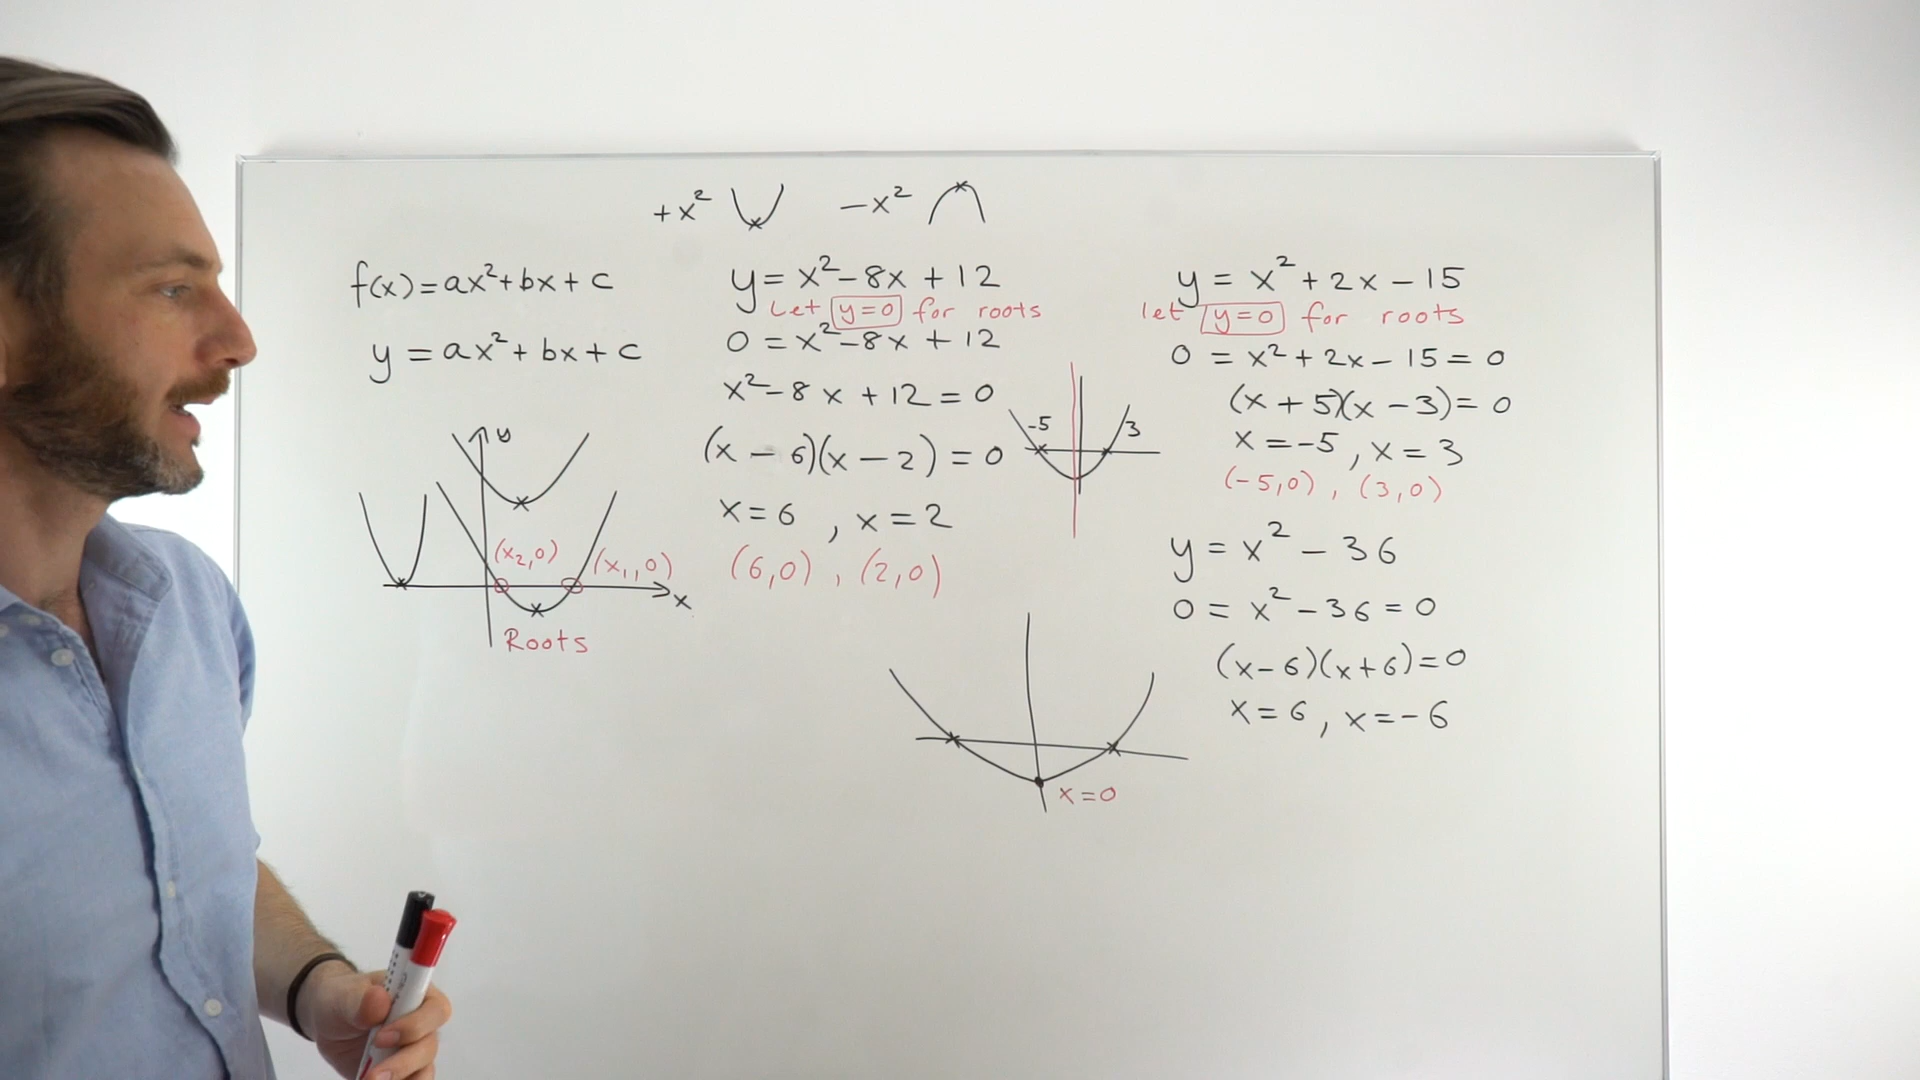 +x² −x²
f(x)=ax²+bx+c
y=ax²+bx+c
y
(x₂,0) (x₁,0)
x
Roots
y=x²−8x+12
Let y=0 for roots
0=x²−8x+12
x²−8x+12=0
(x−6)(x−2)=0
x=6, x=2
(6,0), (2,0)
-5 3
y=x²+2x−15
let y=0 for roots
0=x²+2x−15=0
(x+5)(x−3)=0
x=−5, x=3
(−5,0), (3,0)
y=x²−36
0=x²−36=0
(x−6)(x+6)=0
x=6, x=−6
x=0